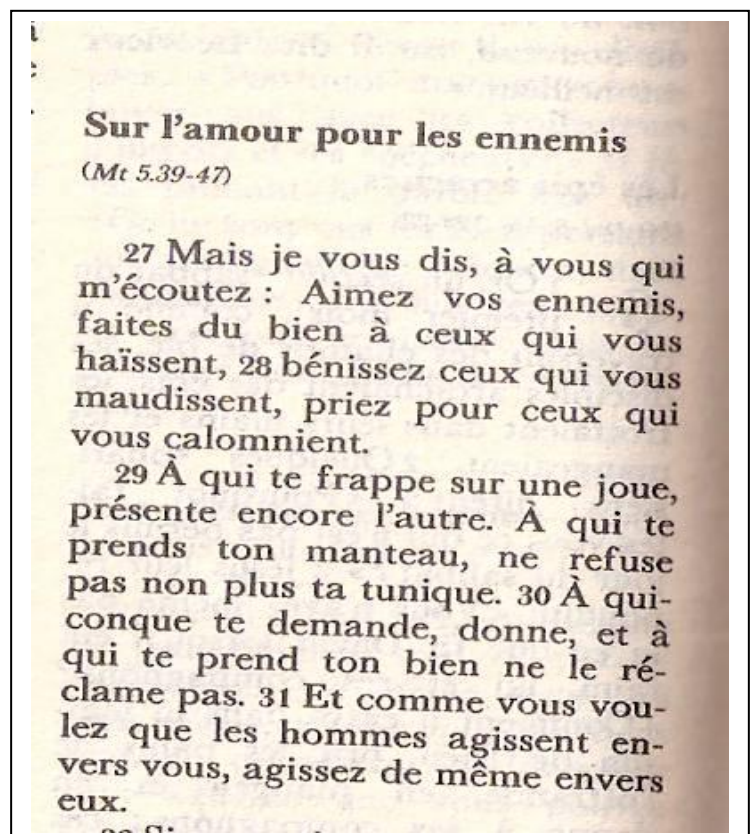 Sur l'amour pour les ennemis
(Mt 5.39-47)
27 Mais je vous dis, à vous qui
m'écoutez : Aimez vos ennemis,
faites du bien à ceux qui vous
haïssent, 28 bénissez ceux qui vous
maudissent, priez pour ceux qui
vous calomnient.
29 À qui te frappe sur une joue,
présente encore l'autre. À qui te
prends ton manteau, ne refuse
pas non plus ta tunique. 30 À qui-
conque te demande, donne, et à
qui te prend ton bien ne le ré-
clame pas. 31 Et comme vous vou-
lez que les hommes agissent en-
vers vous, agissez de même envers
eux.